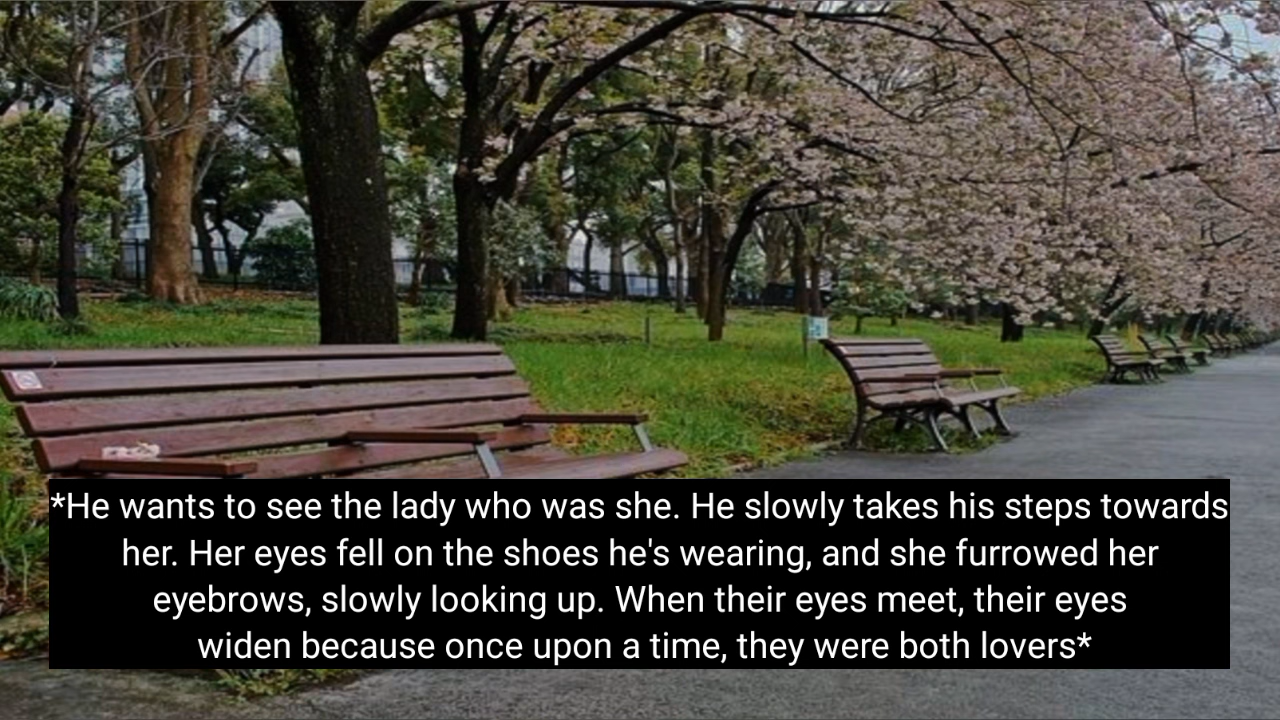 *He wants to see the lady who was she. He slowly takes his steps towards
her. Her eyes fell on the shoes he's wearing, and she furrowed her
eyebrows, slowly looking up. When their eyes meet, their eyes
widen because once upon a time, they were both lovers*